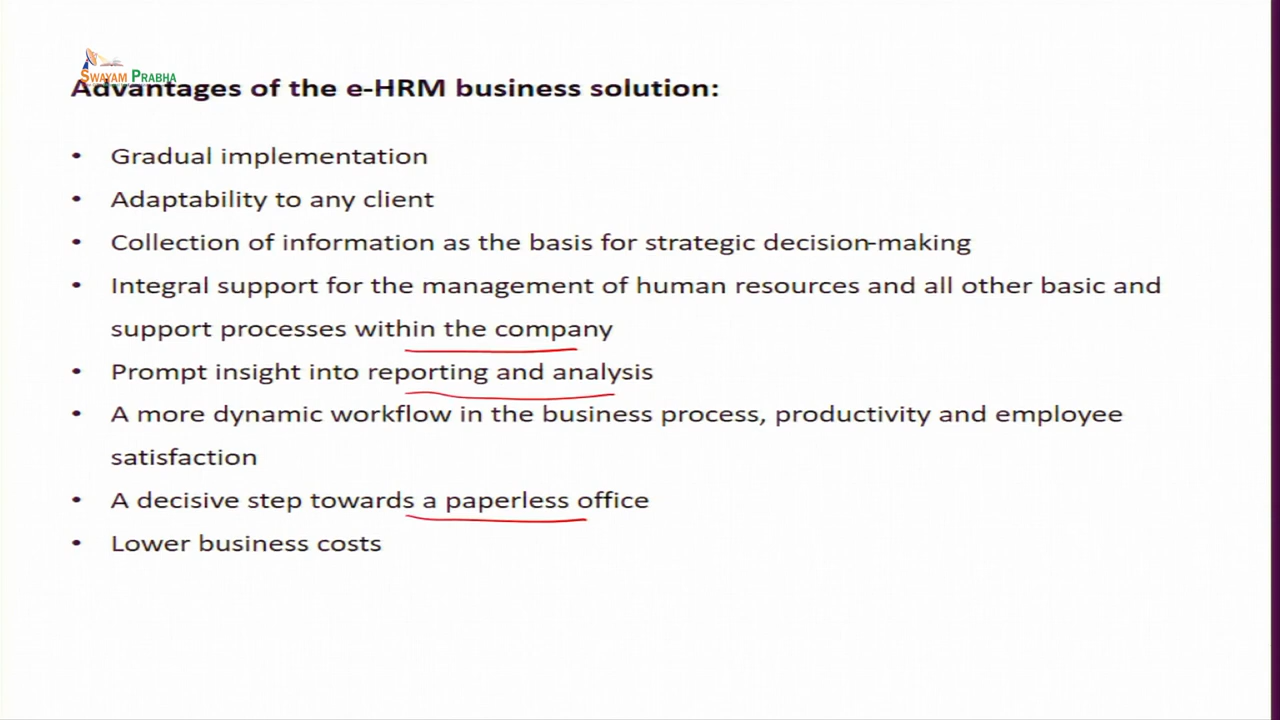 SWAYAM PRABHA
Advantages of the e-HRM business solution:
• Gradual implementation
• Adaptability to any client
• Collection of information as the basis for strategic decision-making
• Integral support for the management of human resources and all other basic and
support processes within the company
• Prompt insight into reporting and analysis
• A more dynamic workflow in the business process, productivity and employee
satisfaction
• A decisive step towards a paperless office
• Lower business costs